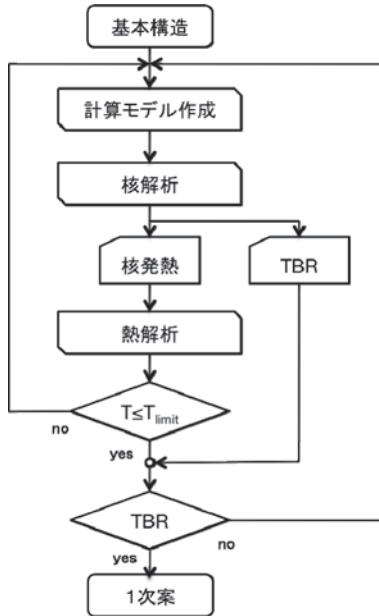 基本構造
計算モデル作成
核解析
核発熱
TBR
熱解析
T≤Tlimit
no
yes
TBR
yes
no
1次案